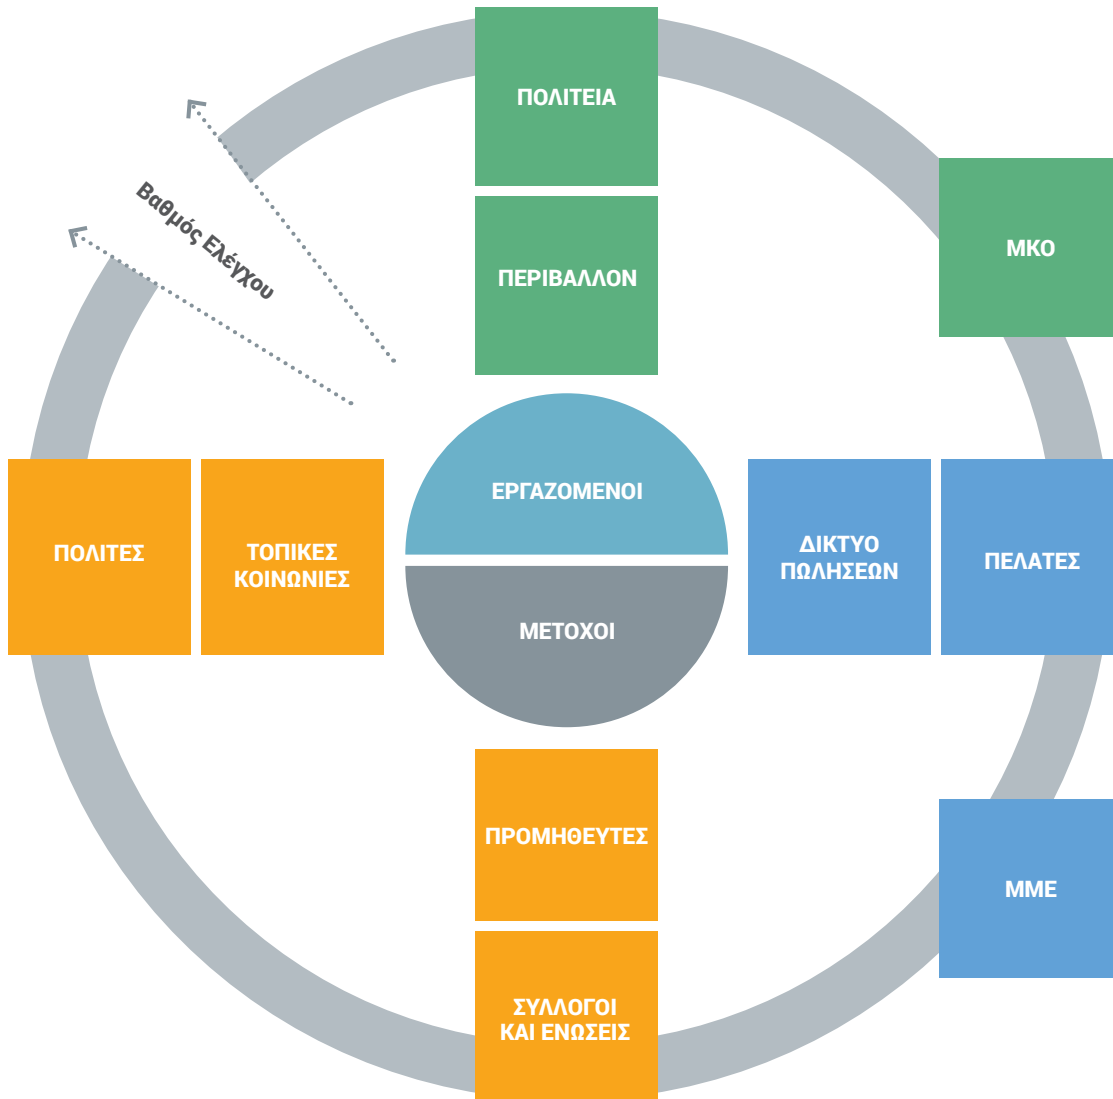 ΠΟΛΙΤΕΙΑ
Βαθμός Ελέγχου
ΜΚΟ
ΠΕΡΙΒΑΛΛΟΝ
ΕΡΓΑΖΟΜΕΝΟΙ
ΠΟΛΙΤΕΣ
ΤΟΠΙΚΕΣ
ΚΟΙΝΩΝΙΕΣ
ΔΙΚΤΥΟ
ΠΩΛΗΣΕΩΝ
ΠΕΛΑΤΕΣ
ΜΕΤΟΧΟΙ
ΠΡΟΜΗΘΕΥΤΕΣ
ΜΜΕ
ΣΥΛΛΟΓΟΙ
ΚΑΙ ΕΝΩΣΕΙΣ